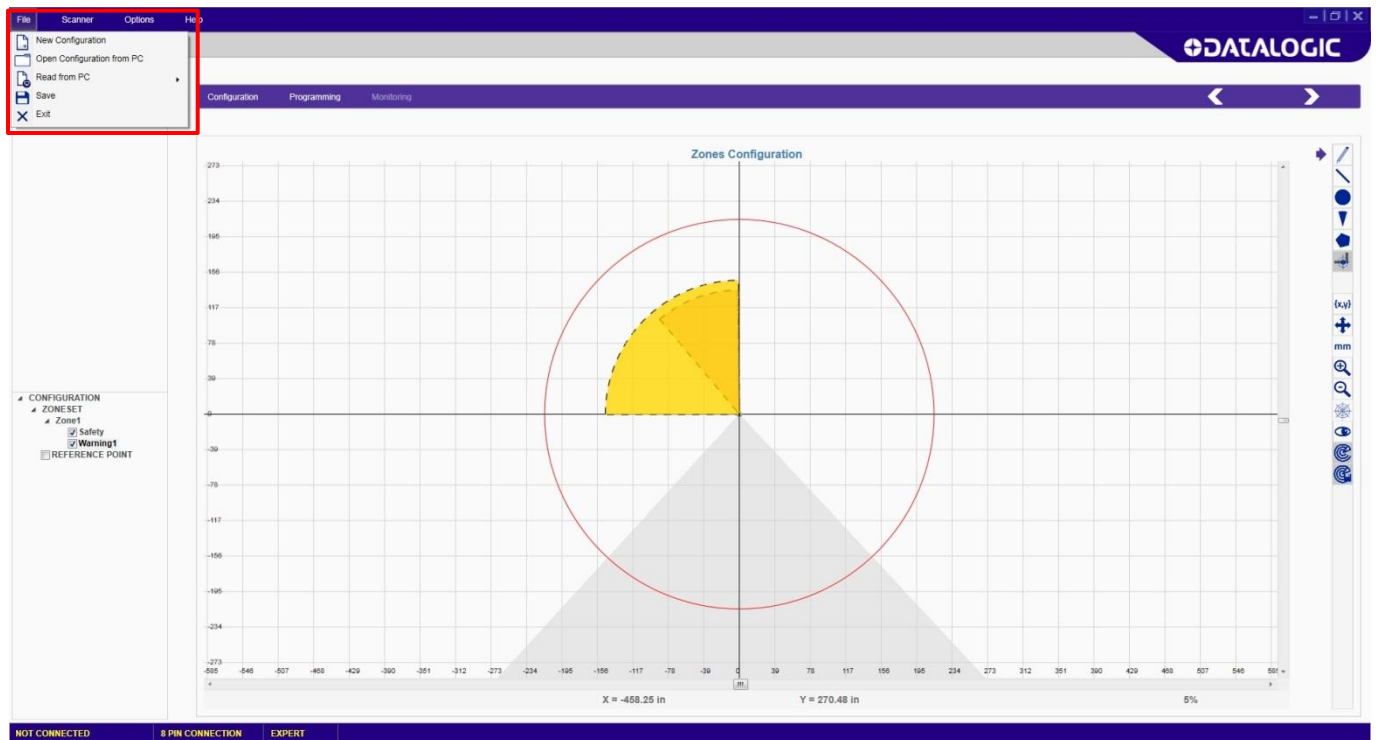 File Scanner Options Help
New Configuration
Open Configuration from PC
Read from PC
Save
Exit
DATALOGIC
Configuration Programming Monitoring
Zones Configuration
273
234
195
156
117
78
39
0
-39
-78
-117
-156
-195
-234
-273
-585 -546 -507 -468 -429 -390 -351 -312 -273 -234 -195 -156 -117 -78 -39 0 39 78 117 156 195 234 273 312 351 390 429 468 507 546
X = -458.25 in Y = 270.48 in 5%
{x,y}
mm
CONFIGURATION
ZONESET
Zone1
Safety
Warning1
REFERENCE POINT
NOT CONNECTED 8 PIN CONNECTION EXPERT